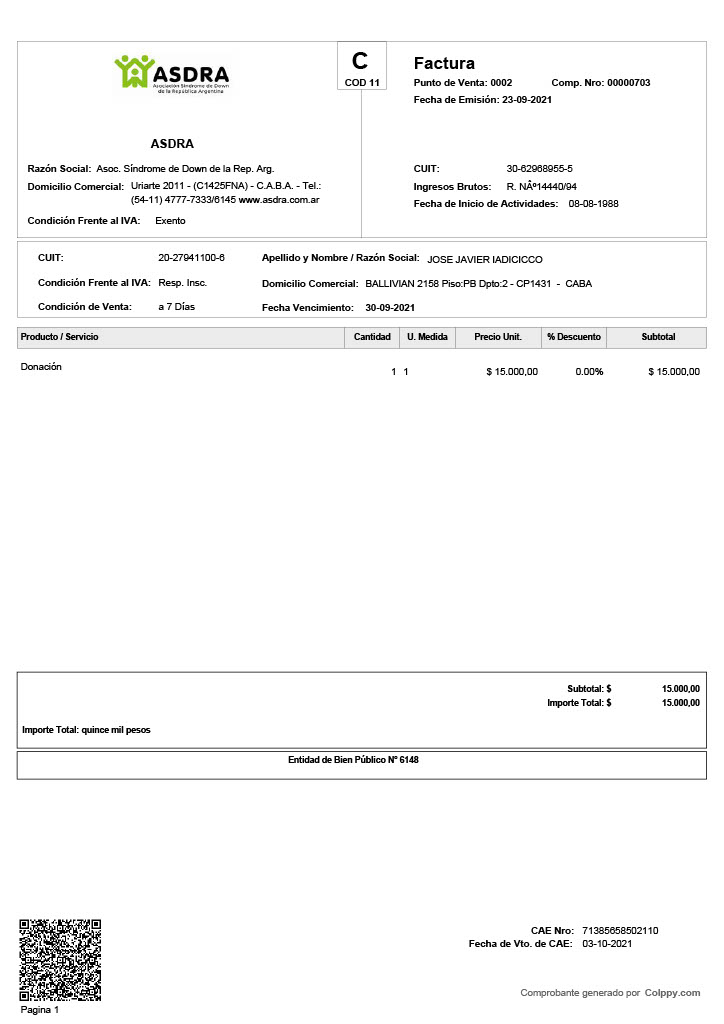 ASDRA
Asociación Síndrome de Down
de la República Argentina
C
COD 11
Factura
Punto de Venta: 0002 Comp. Nro: 00000703
Fecha de Emisión: 23-09-2021
ASDRA
Razón Social: Asoc. Síndrome de Down de la Rep. Arg.
Domicilio Comercial: Uriarte 2011 - (C1425FNA) - C.A.B.A. - Tel.:
(54-11) 4777-7333/6145 www.asdra.com.ar
Condición Frente al IVA: Exento
CUIT: 30-62968955-5
Ingresos Brutos: R. NÂº14440/94
Fecha de Inicio de Actividades: 08-08-1988
CUIT: 20-27941100-6 Apellido y Nombre / Razón Social: JOSE JAVIER IADICICCO
Condición Frente al IVA: Resp. Insc. Domicilio Comercial: BALLIVIAN 2158 Piso:PB Dpto:2 - CP1431 - CABA
Condición de Venta: a 7 Días Fecha Vencimiento: 30-09-2021
Producto / Servicio Cantidad U. Medida Precio Unit. % Descuento Subtotal
Donación 1 1 $ 15.000,00 0.00% $ 15.000,00
Subtotal: $ 15.000,00
Importe Total: $ 15.000,00
Importe Total: quince mil pesos
Entidad de Bien Público N° 6148
CAE Nro: 71385658502110
Fecha de Vto. de CAE: 03-10-2021
Comprobante generado por Colppy.com
Pagina 1